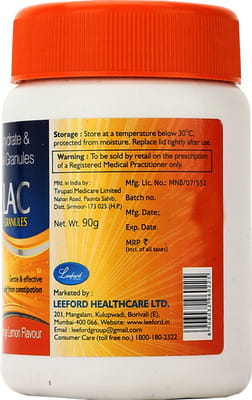 ydrate &
Granules
AC
GRANULES
Gentle & effective
from constipation
Lemon Flavour
Storage : Store at a temperature below 30°C,
protected from moisture. Replace lid tightly after use.
Warning : To be sold by retail on the prescription
of a Registered Medical Practitioner only.
Mfd. in India by :
Tirupati Medicare Limited
Nahan Road, Paonta Sahib,
Distt. Sirmour-173 025 (H.P.)
Net. Wt. 90g
Mfg. Lic. No.: MNB/07/552
Batch no.
Mfg. Date.:
Exp. Date.
MRP ₹
(Incl. of all taxes)
Leeford
Marketed by :
LEEFORD HEALTHCARE LTD.
203, Mangalam, Kulupwadi, Borivali (E),
Mumbai-400 066. Website: www.leeford.in
Email: leefordgroup@gmail.com
Consumer Care (toll free no.) 1800-180-2322